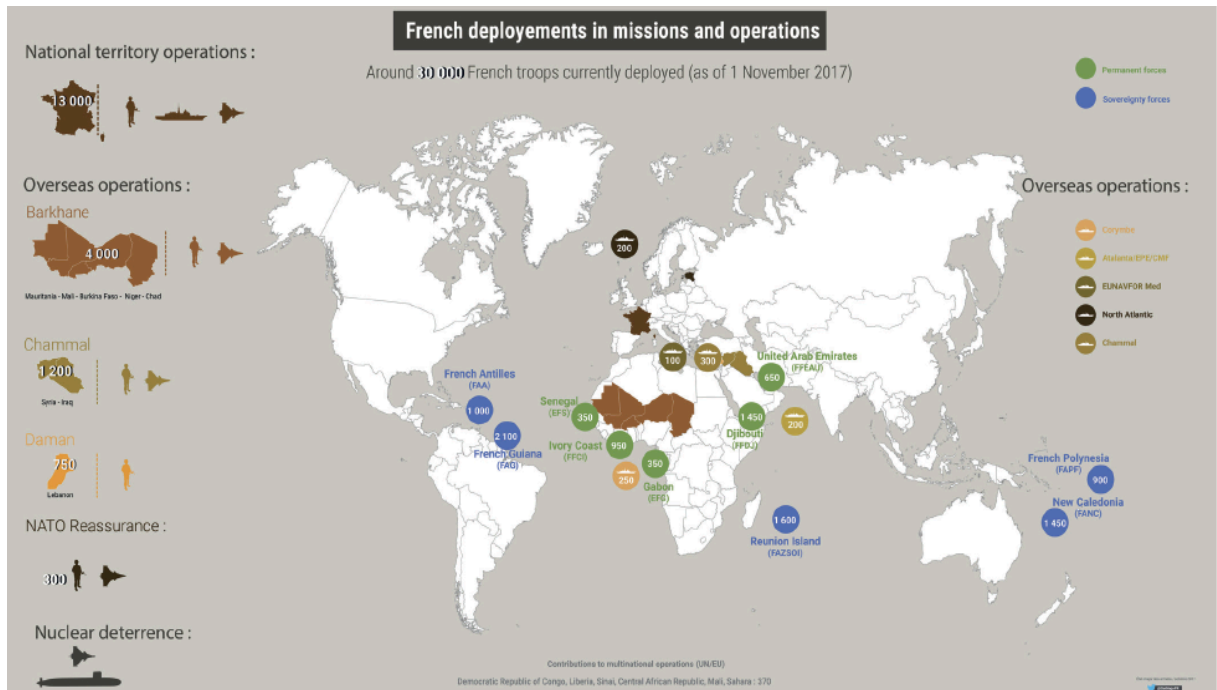 French deployements in missions and operations
Around 30 000 French troops currently deployed (as of 1 November 2017)
National territory operations :
13 000
Overseas operations :
Barkhane
4 000
Mauritania - Mali - Burkina Faso - Niger - Chad
Chammal
1 200
Syria - Iraq
Daman
750
Lebanon
NATO Reassurance :
300
Nuclear deterrence :
Permanent forces
Sovereignty forces
Overseas operations :
Corymbe
Atalanta:EPE/CMF
EUNAVFOR Med
North Atlantic
Chammal
200
100
300
United Arab Emirates
(FFEAU)
650
French Antilles
(FAA)
1 000
2 100
French Guiana
(FAG)
Senegal
(EFS)
350
Ivory Coast
(FFCI)
950
350
Gabon
(EFG)
250
1 450
Djibouti
(FFDJ)
200
1 600
Reunion Island
(FAZSOI)
French Polynesia
(FAPF)
900
New Caledonia
(FANC)
1 450
Contributions to multinational operations (UN/EU)
Democratic Republic of Congo, Liberia, Sinai, Central African Republic, Mali, Sahara : 370